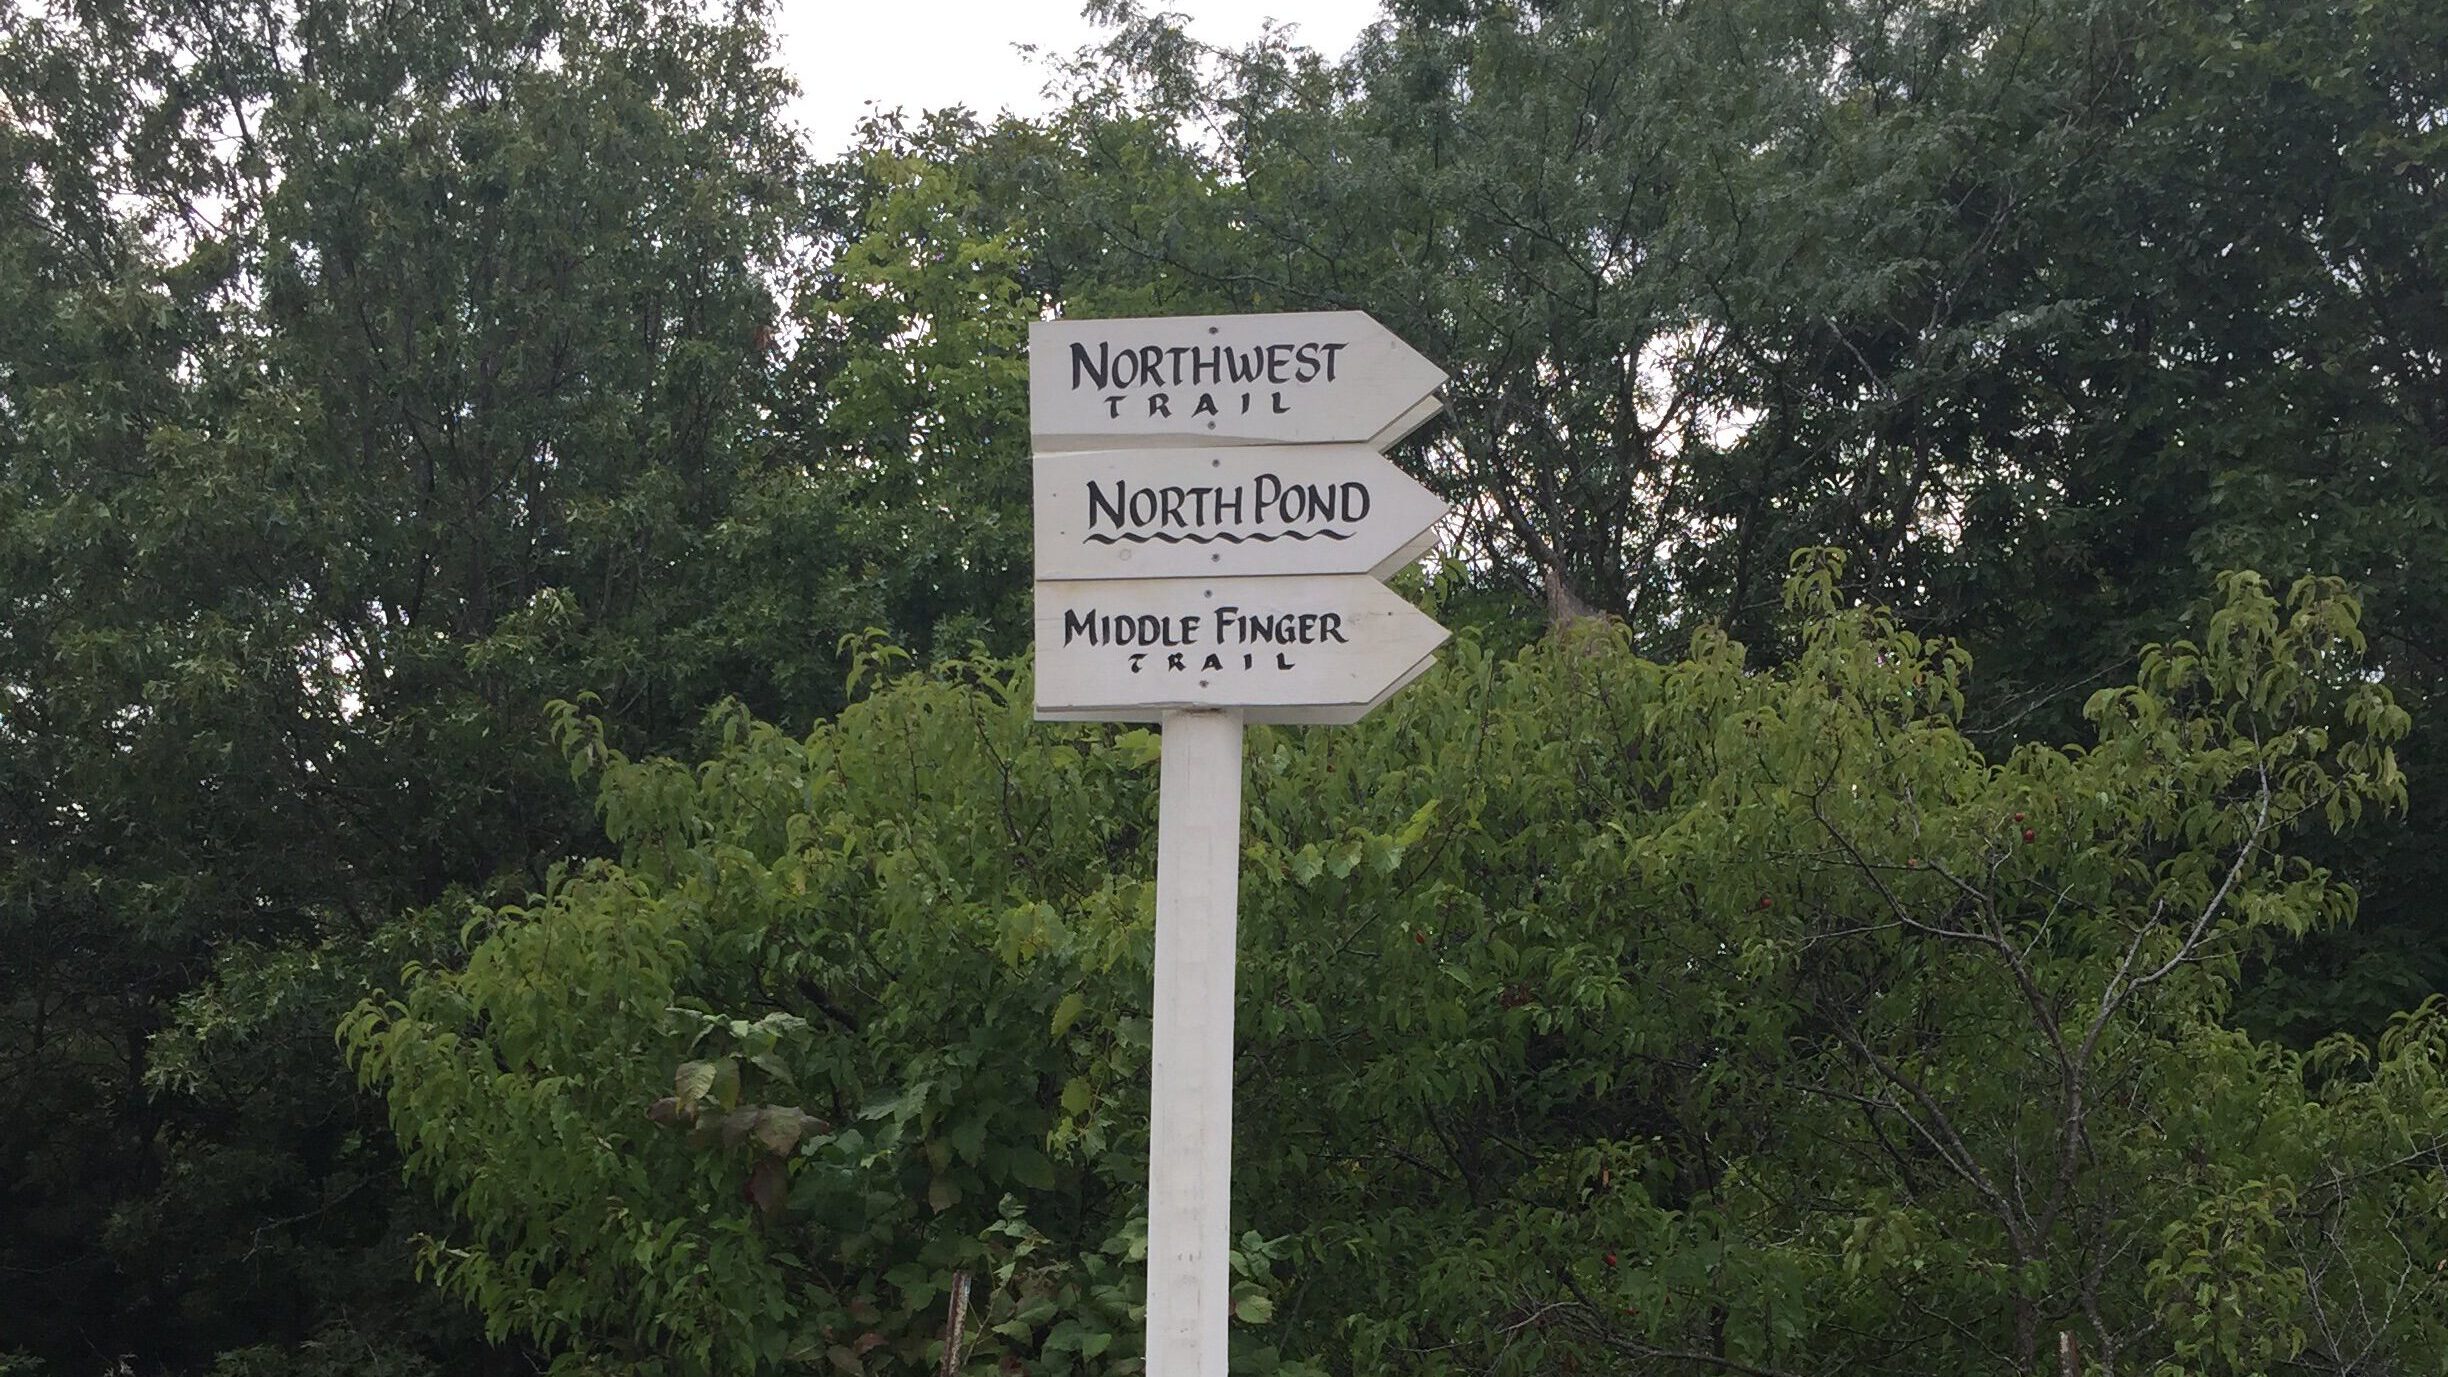 NORTHWEST
TRAIL
NORTH POND
MIDDLE FINGER
TRAIL